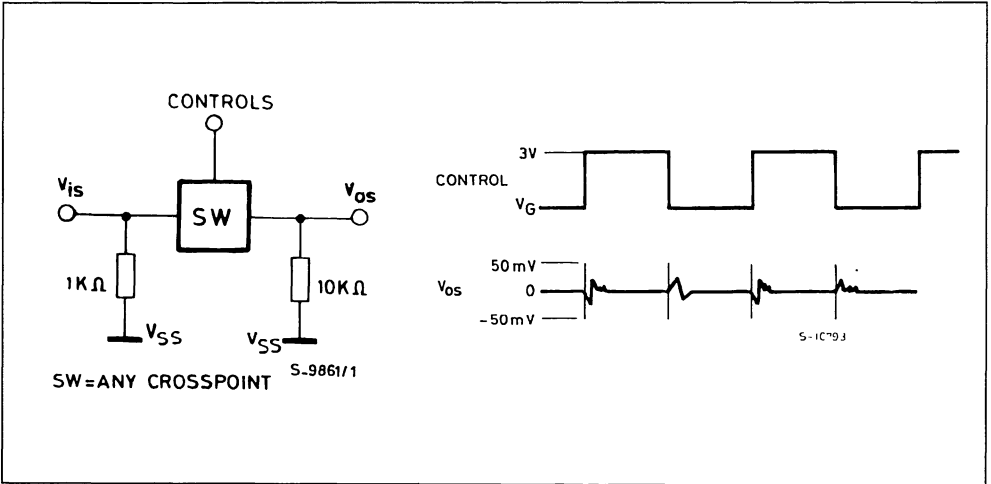 CONTROLS
Vis
Vos
SW
1KΩ
10KΩ
VSS
VSS
SW=ANY CROSSPOINT
S-9861/1
3V
CONTROL
VG
50mV
Vos
0
-50mV
S-10793